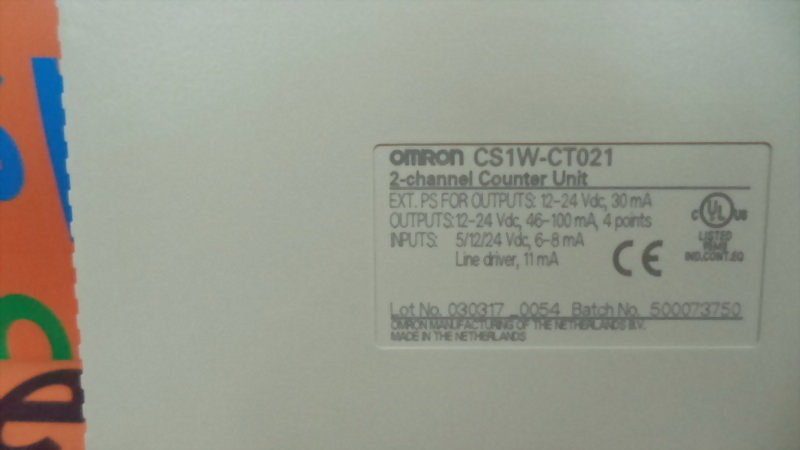 omron CS1W-CT021
2-channel Counter Unit
EXT. PS FOR OUTPUTS: 12-24 Vdc, 30 mA
OUTPUTS: 12-24 Vdc, 46-100 mA, 4 points
INPUTS: 5/12/24 Vdc, 6-8 mA
Line driver, 11 mA
CE
c UL US
LISTED
IND.CONT.EQ
Lot No. 030317 _0054 Batch No. 500073750
OMRON MANUFACTURING OF THE NETHERLANDS B.V.
MADE IN THE NETHERLANDS